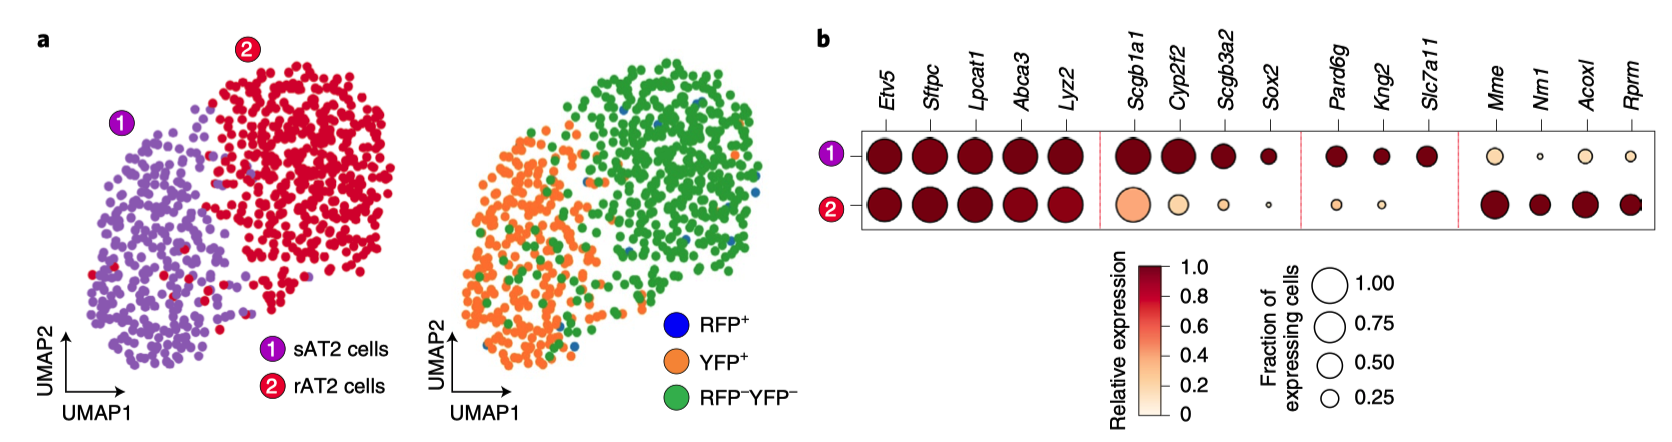 a
2
1
UMAP2
UMAP1
1 sAT2 cells
2 rAT2 cells
UMAP2
UMAP1
RFP⁺
YFP⁺
RFP⁻YFP⁻
b
Etv5 Sftpc Lpcat1 Abca3 Lyz2 Scgb1a1 Cyp2f2 Scgb3a2 Sox2 Pard6g Kng2 Slc7a11 Mme Nrn1 Acoxl Rprm
1
2
Relative expression
1.0
0.8
0.6
0.4
0.2
0
Fraction of
expressing cells
1.00
0.75
0.50
0.25